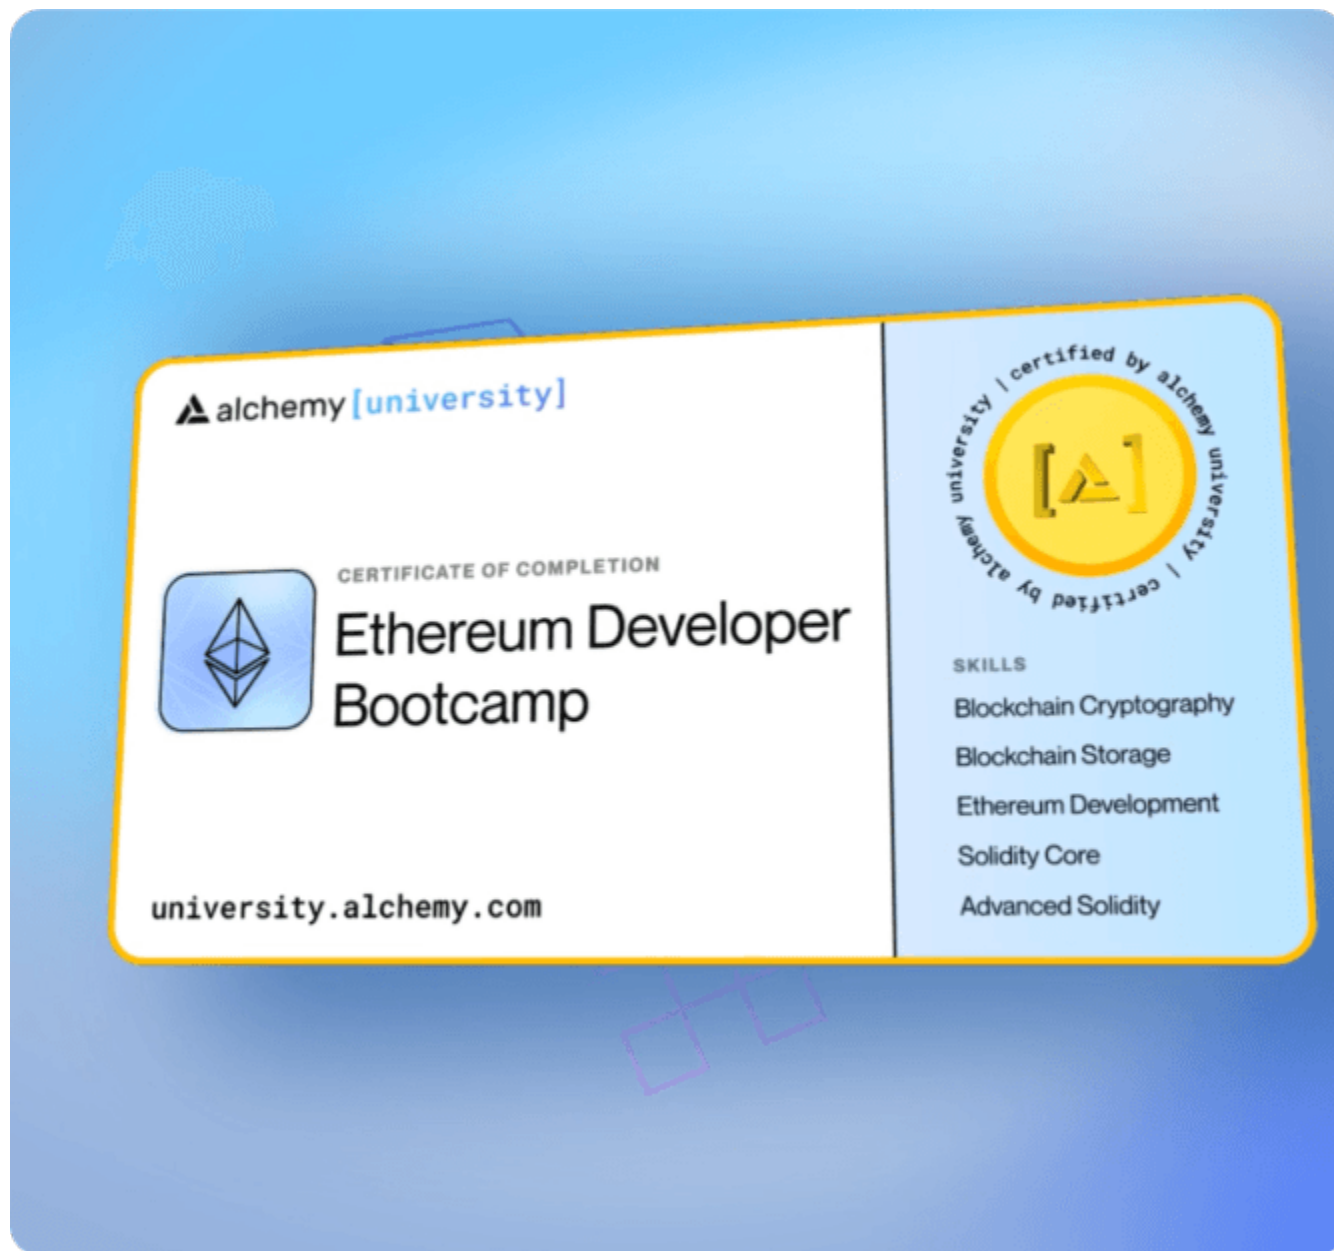 alchemy [university]
CERTIFICATE OF COMPLETION
Ethereum Developer
Bootcamp
university.alchemy.com
certified by alchemy university | certified by alchemy university |
[A]
SKILLS
Blockchain Cryptography
Blockchain Storage
Ethereum Development
Solidity Core
Advanced Solidity